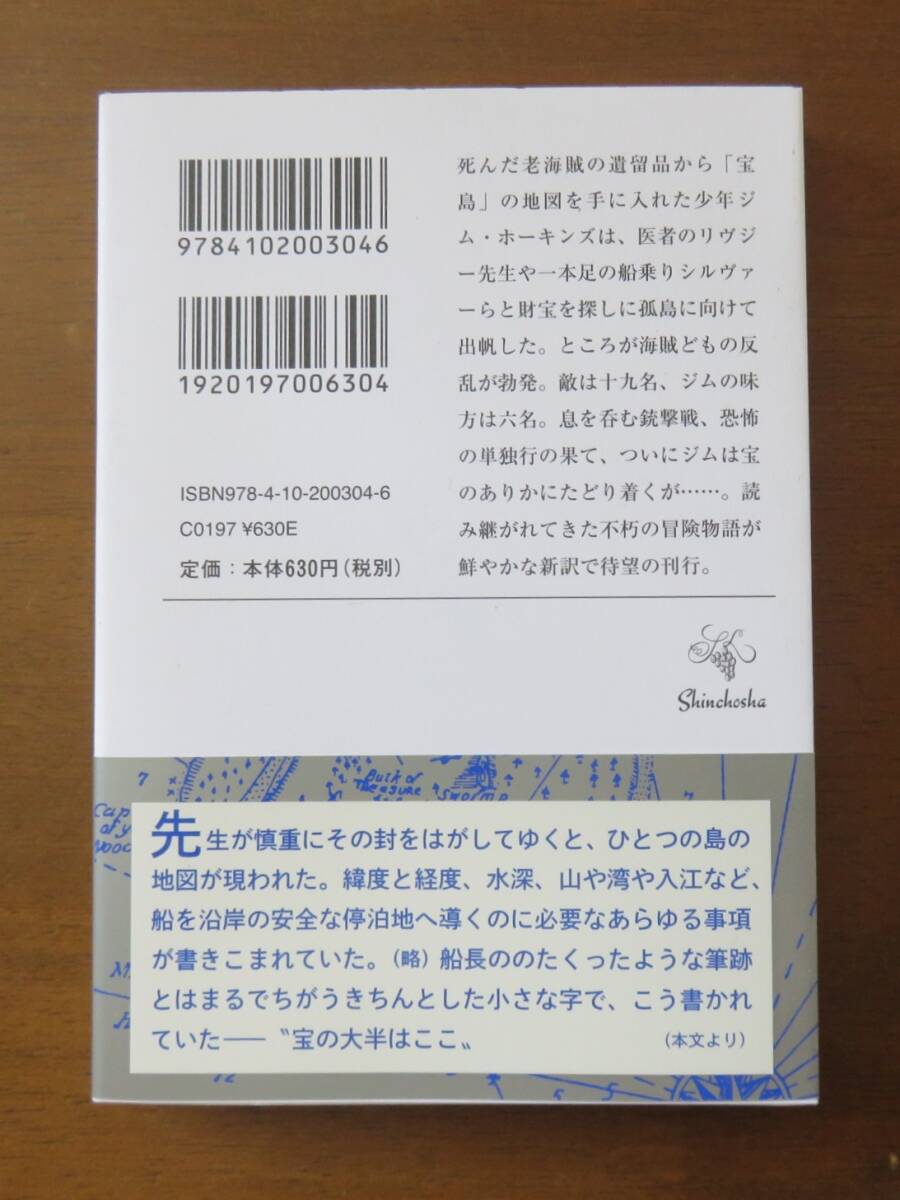 9784102003046
1920197006304
ISBN978-4-10-200304-6
C0197 ¥630E
定価：本体630円（税別）
死んだ老海賊の遺留品から「宝
島」の地図を手に入れた少年ジ
ム・ホーキンズは、医者のリヴジ
ー先生や一本足の船乗りシルヴァ
ーらと財宝を探しに孤島に向けて
出帆した。ところが海賊どもの反
乱が勃発。敵は十九名、ジムの味
方は六名。息を呑む銃撃戦、恐怖
の単独行の果て、ついにジムは宝
のありかにたどり着くが……。読
み継がれてきた不朽の冒険物語が
鮮やかな新訳で待望の刊行。
Shinchosha
7
Bulk of
Treasure
Swamp
Cap
of y
Wood
先生が慎重にその封をはがしてゆくと、ひとつの島の
地図が現われた。緯度と経度、水深、山や湾や入江など、
船を沿岸の安全な停泊地へ導くのに必要なあらゆる事項
が書きこまれていた。（略）船長ののたくったような筆跡
とはまるでちがうきちんとした小さな字で、こう書かれ
ていた──〝宝の大半はここ〟
（本文より）
12
5 5